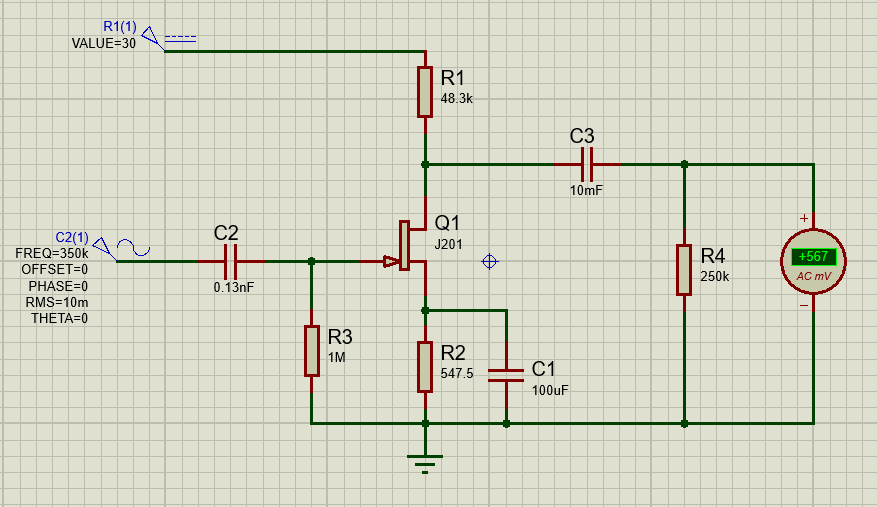 R1(1)
VALUE=30
R1
48.3k
C3
10mF
C2(1)
FREQ=350k
OFFSET=0
PHASE=0
RMS=10m
THETA=0
C2
0.13nF
Q1
J201
R4
250k
+
+567
AC mV
−
R3
1M
R2
547.5
C1
100uF